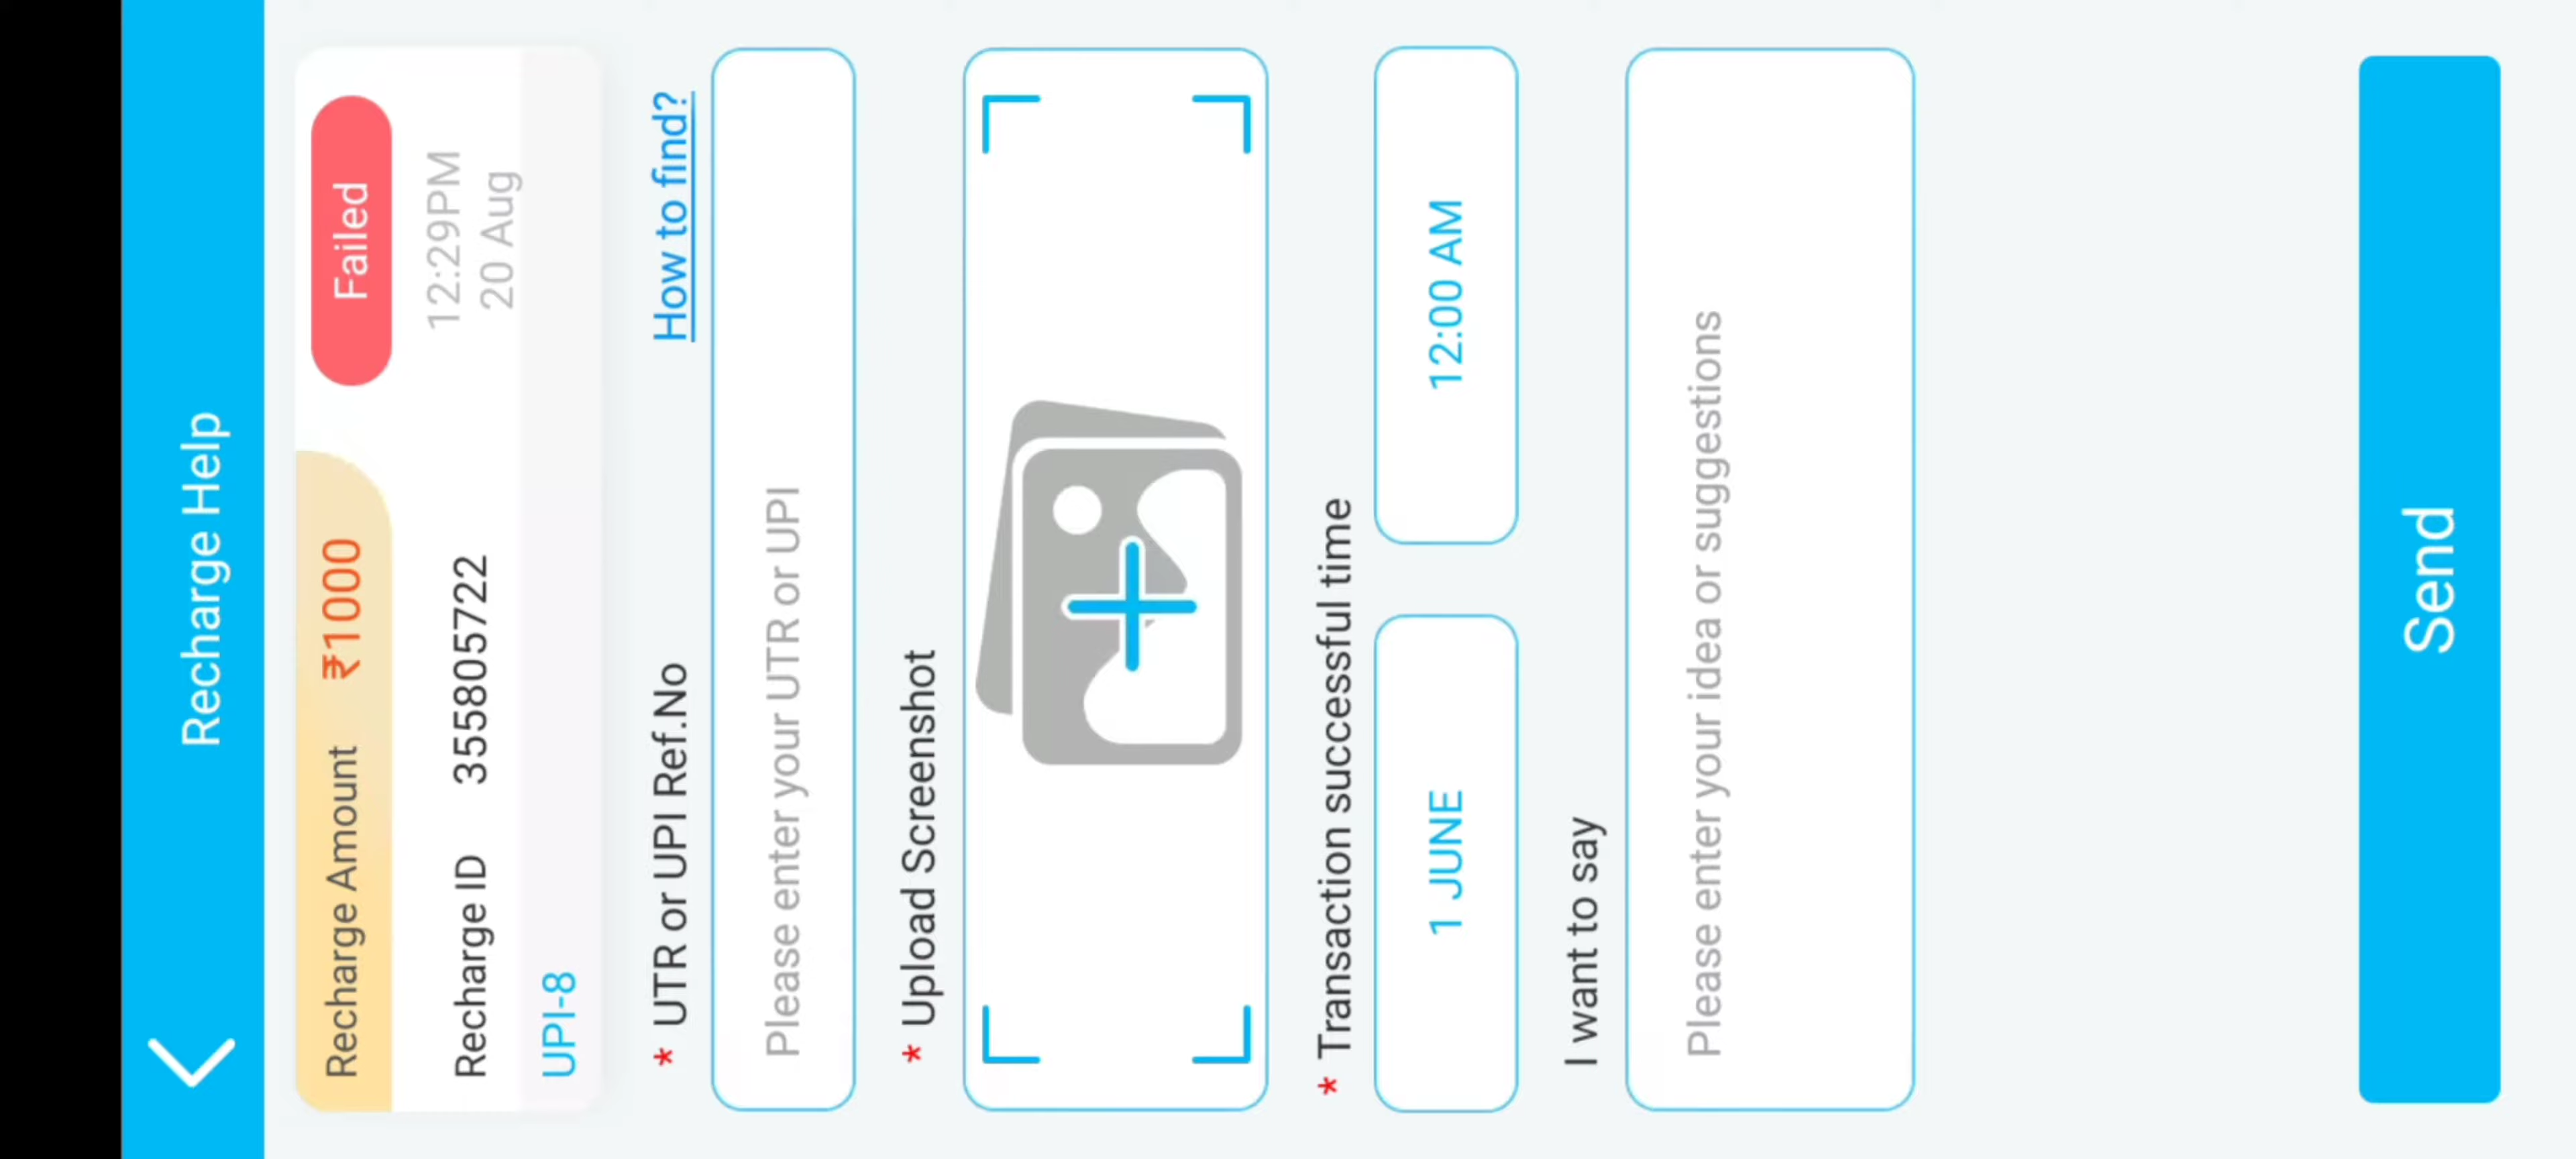 Recharge Help
Recharge Amount ₹1000 Failed
Recharge ID 3558057​22 12:29PM
20 Aug
UPI-8
* UTR or UPI Ref.No How to find?
Please enter your UTR or UPI
* Upload Screenshot
* Transaction successful time
1 JUNE 12:00 AM
I want to say
Please enter your idea or suggestions
Send